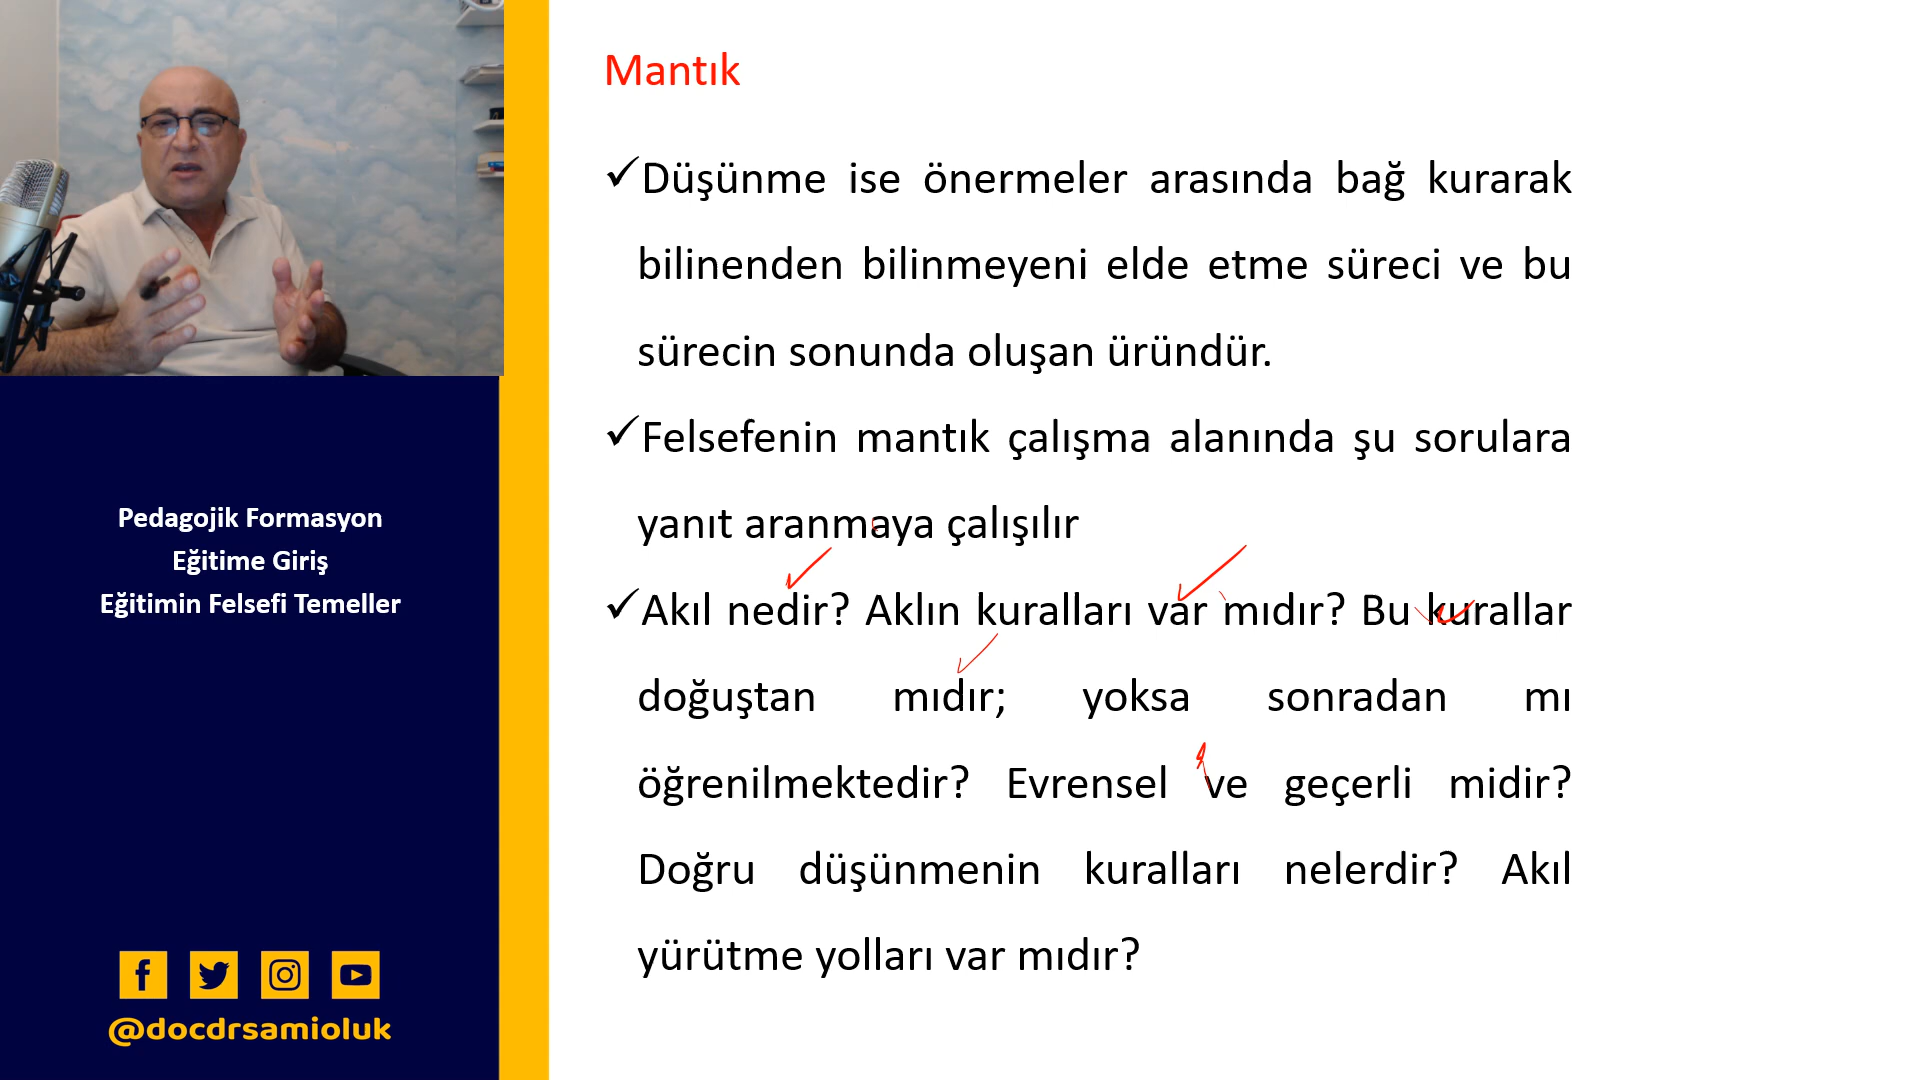 Mantık
✓Düşünme ise önermeler arasında bağ kurarak
bilinenden bilinmeyeni elde etme süreci ve bu
sürecin sonunda oluşan üründür.
✓Felsefenin mantık çalışma alanında şu sorulara
yanıt aranmaya çalışılır
✓Akıl nedir? Aklın kuralları var mıdır? Bu kurallar
doğuştan mıdır; yoksa sonradan mı
öğrenilmektedir? Evrensel ve geçerli midir?
Doğru düşünmenin kuralları nelerdir? Akıl
yürütme yolları var mıdır?
Pedagojik Formasyon
Eğitime Giriş
Eğitimin Felsefi Temeller
@docdrsamioluk